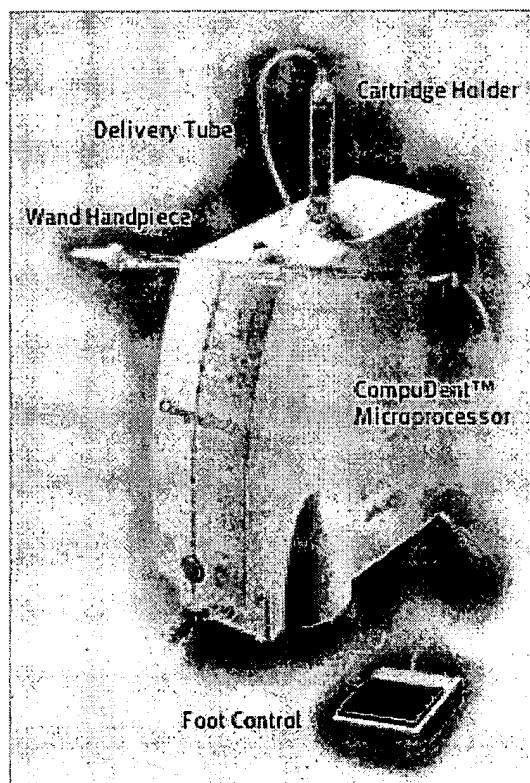 Cartridge Holder
Delivery Tube
Wand Handpiece
CompuDent™
Microprocessor
Foot Control